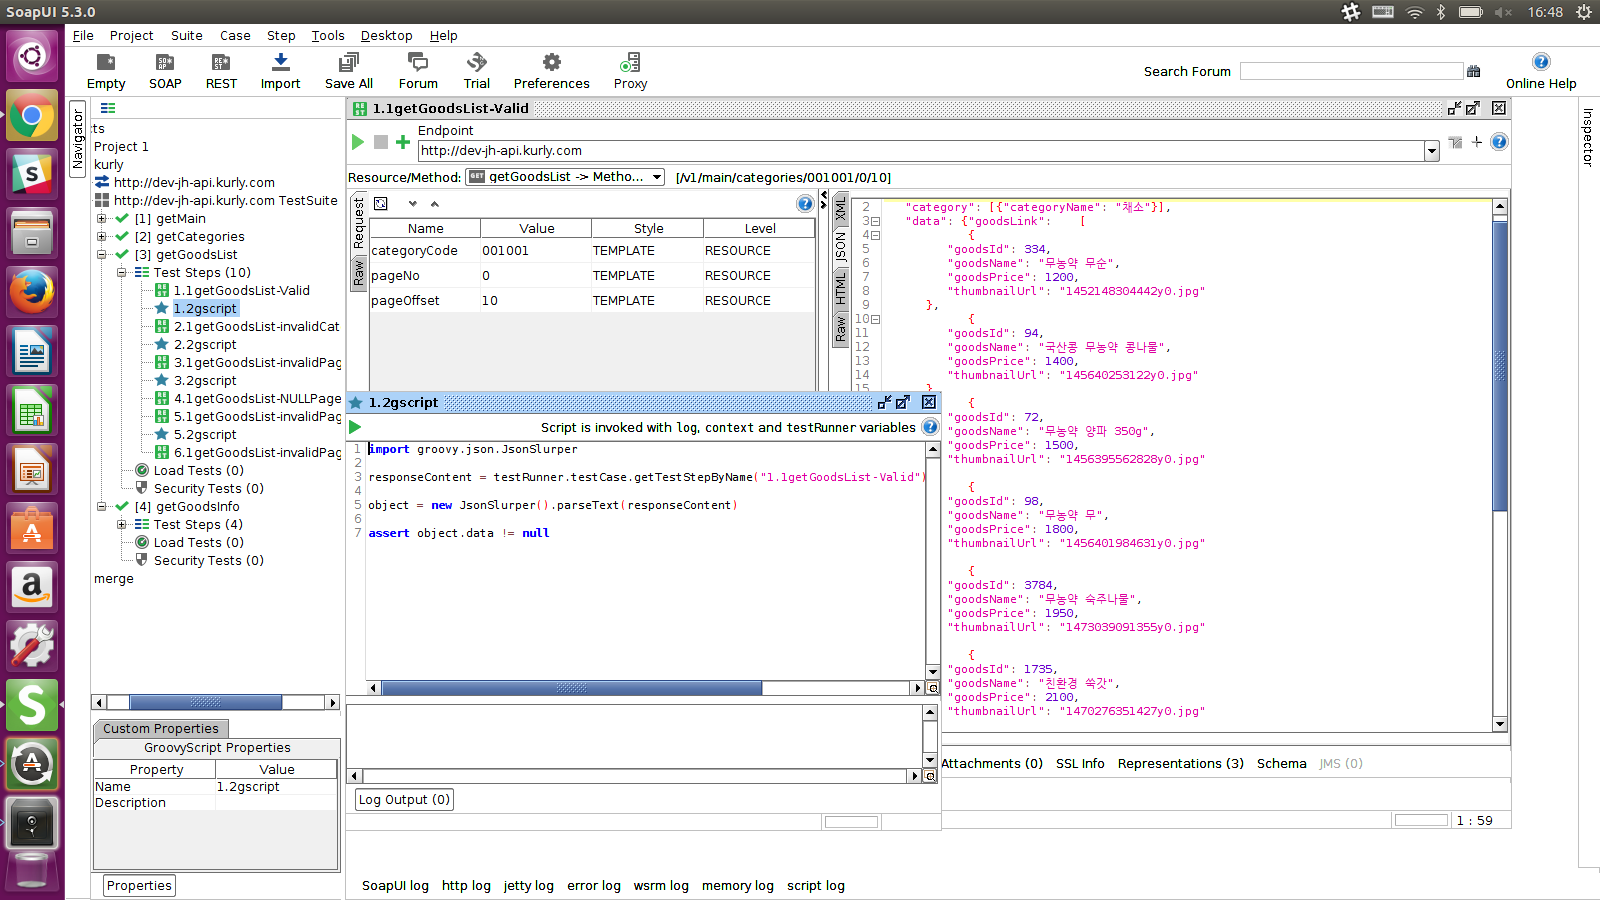 SoapUI 5.3.0
16:48
File Project Suite Case Step Tools Desktop Help
Empty SOAP REST Import Save All Forum Trial Preferences Proxy
Search Forum
Online Help
Navigator
Inspector
cts
Project 1
kurly
http://dev-jh-api.kurly.com
http://dev-jh-api.kurly.com TestSuite
[1] getMain
[2] getCategories
[3] getGoodsList
Test Steps (10)
1.1getGoodsList-Valid
1.2gscript
2.1getGoodsList-invalidCat
2.2gscript
3.1getGoodsList-invalidPag
3.2gscript
4.1getGoodsList-NULLPage
5.1getGoodsList-invalidPag
5.2gscript
6.1getGoodsList-invalidPag
Load Tests (0)
Security Tests (0)
[4] getGoodsInfo
Test Steps (4)
Load Tests (0)
Security Tests (0)
merge
Custom Properties
GroovyScript Properties
Property Value
Name 1.2gscript
Description
Properties
1.1getGoodsList-Valid
Endpoint
http://dev-jh-api.kurly.com
Resource/Method: getGoodsList -> Metho... [/v1/main/categories/001001/0/10]
Request
Raw
Name Value Style Level
categoryCode 001001 TEMPLATE RESOURCE
pageNo 0 TEMPLATE RESOURCE
pageOffset 10 TEMPLATE RESOURCE
XML
JSON
HTML
Raw
2 "category": [{"categoryName": "채소"}],
3 "data": {"goodsLink": [
4 {
5 "goodsId": 334,
6 "goodsName": "무농약 무순",
7 "goodsPrice": 1200,
8 "thumbnailUrl": "1452148304442y0.jpg"
9 },
10 {
11 "goodsId": 94,
12 "goodsName": "국산콩 무농약 콩나물",
13 "goodsPrice": 1400,
14 "thumbnailUrl": "145640253122y0.jpg"
15 }
{
"goodsId": 72,
"goodsName": "무농약 양파 350g",
"goodsPrice": 1500,
"thumbnailUrl": "1456395562828y0.jpg"
{
"goodsId": 98,
"goodsName": "무농약 무",
"goodsPrice": 1800,
"thumbnailUrl": "1456401984631y0.jpg"
{
"goodsId": 3784,
"goodsName": "무농약 숙주나물",
"goodsPrice": 1950,
"thumbnailUrl": "1473039091355y0.jpg"
{
"goodsId": 1735,
"goodsName": "친환경 쑥갓",
"goodsPrice": 2100,
"thumbnailUrl": "1470276351427y0.jpg"
Attachments (0) SSL Info Representations (3) Schema JMS (0)
1 : 59
1.2gscript
Script is invoked with log, context and testRunner variables
1 import groovy.json.JsonSlurper
2
3 responseContent = testRunner.testCase.getTestStepByName("1.1getGoodsList-Valid")
4
5 object = new JsonSlurper().parseText(responseContent)
6
7 assert object.data != null
Log Output (0)
SoapUI log http log jetty log error log wsrm log memory log script log